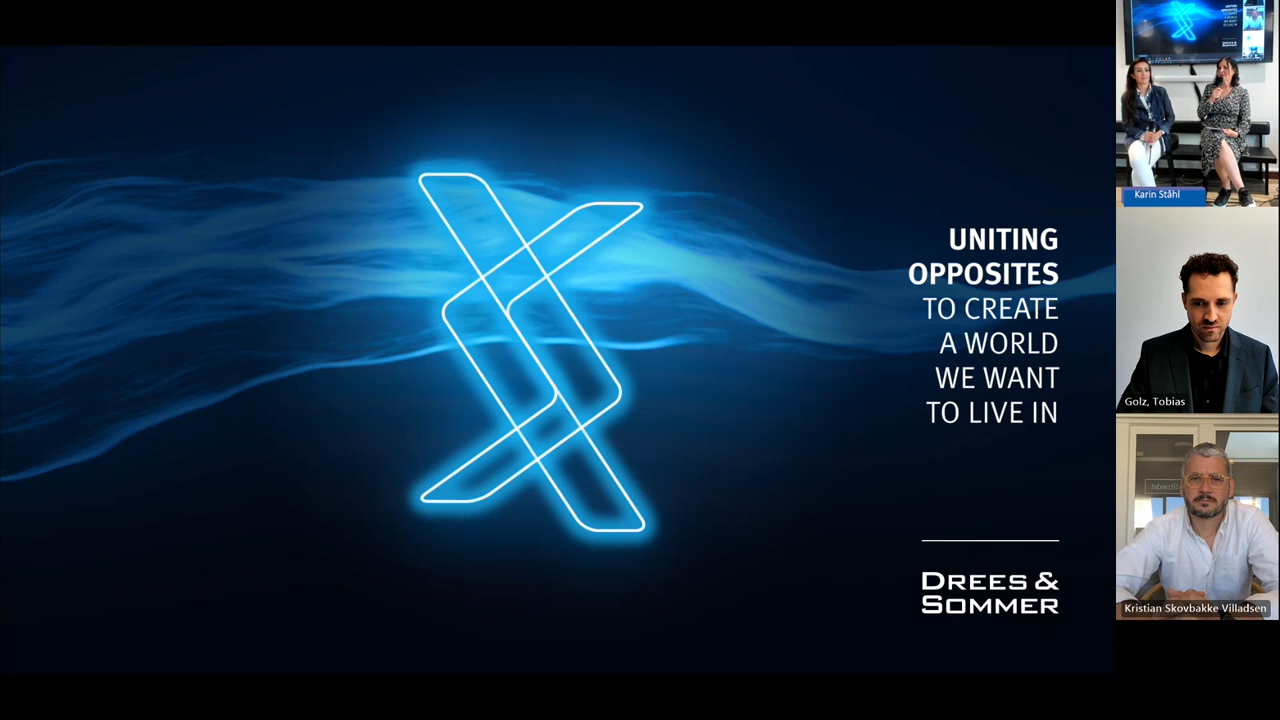 UNITING
OPPOSITES
TO CREATE
A WORLD
WE WANT
TO LIVE IN
DREES &
SOMMER
Karin Ståhl
Golz, Tobias
Kristian Skovbakke Villadsen